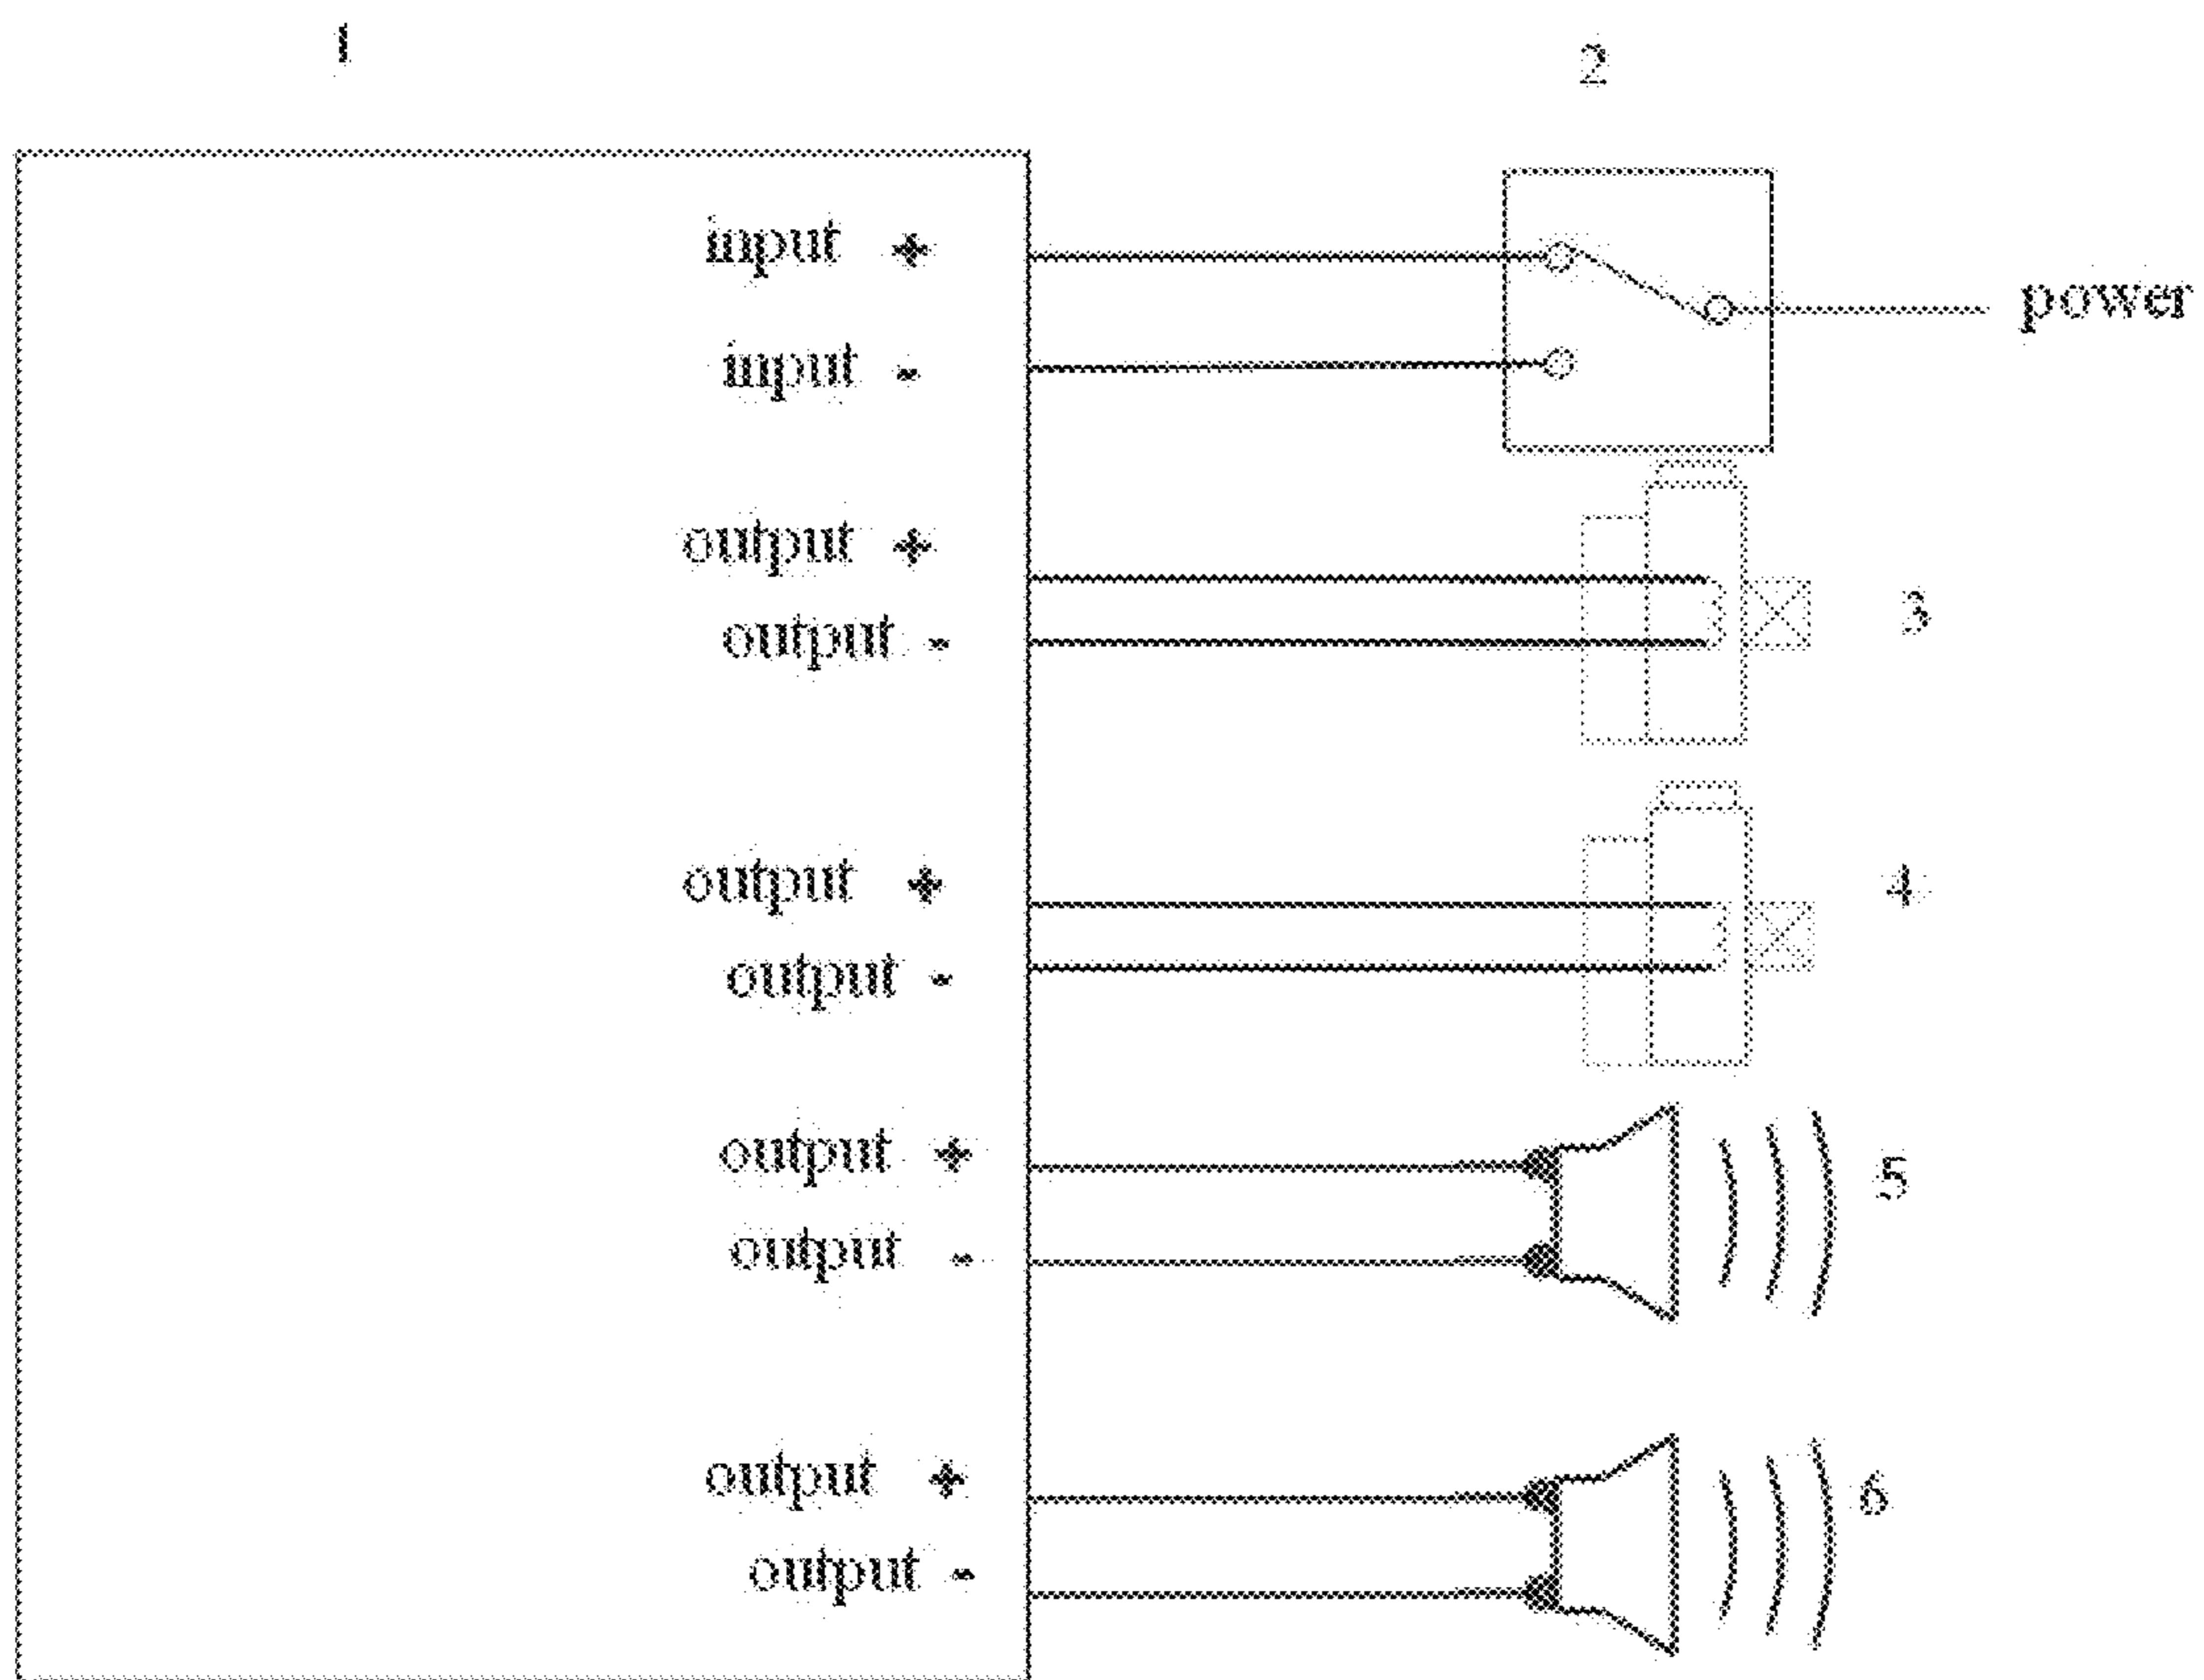 1
2
input +
power
input -
output +
output -
3
output +
4
output -
output +
5
output -
output +
6
output -